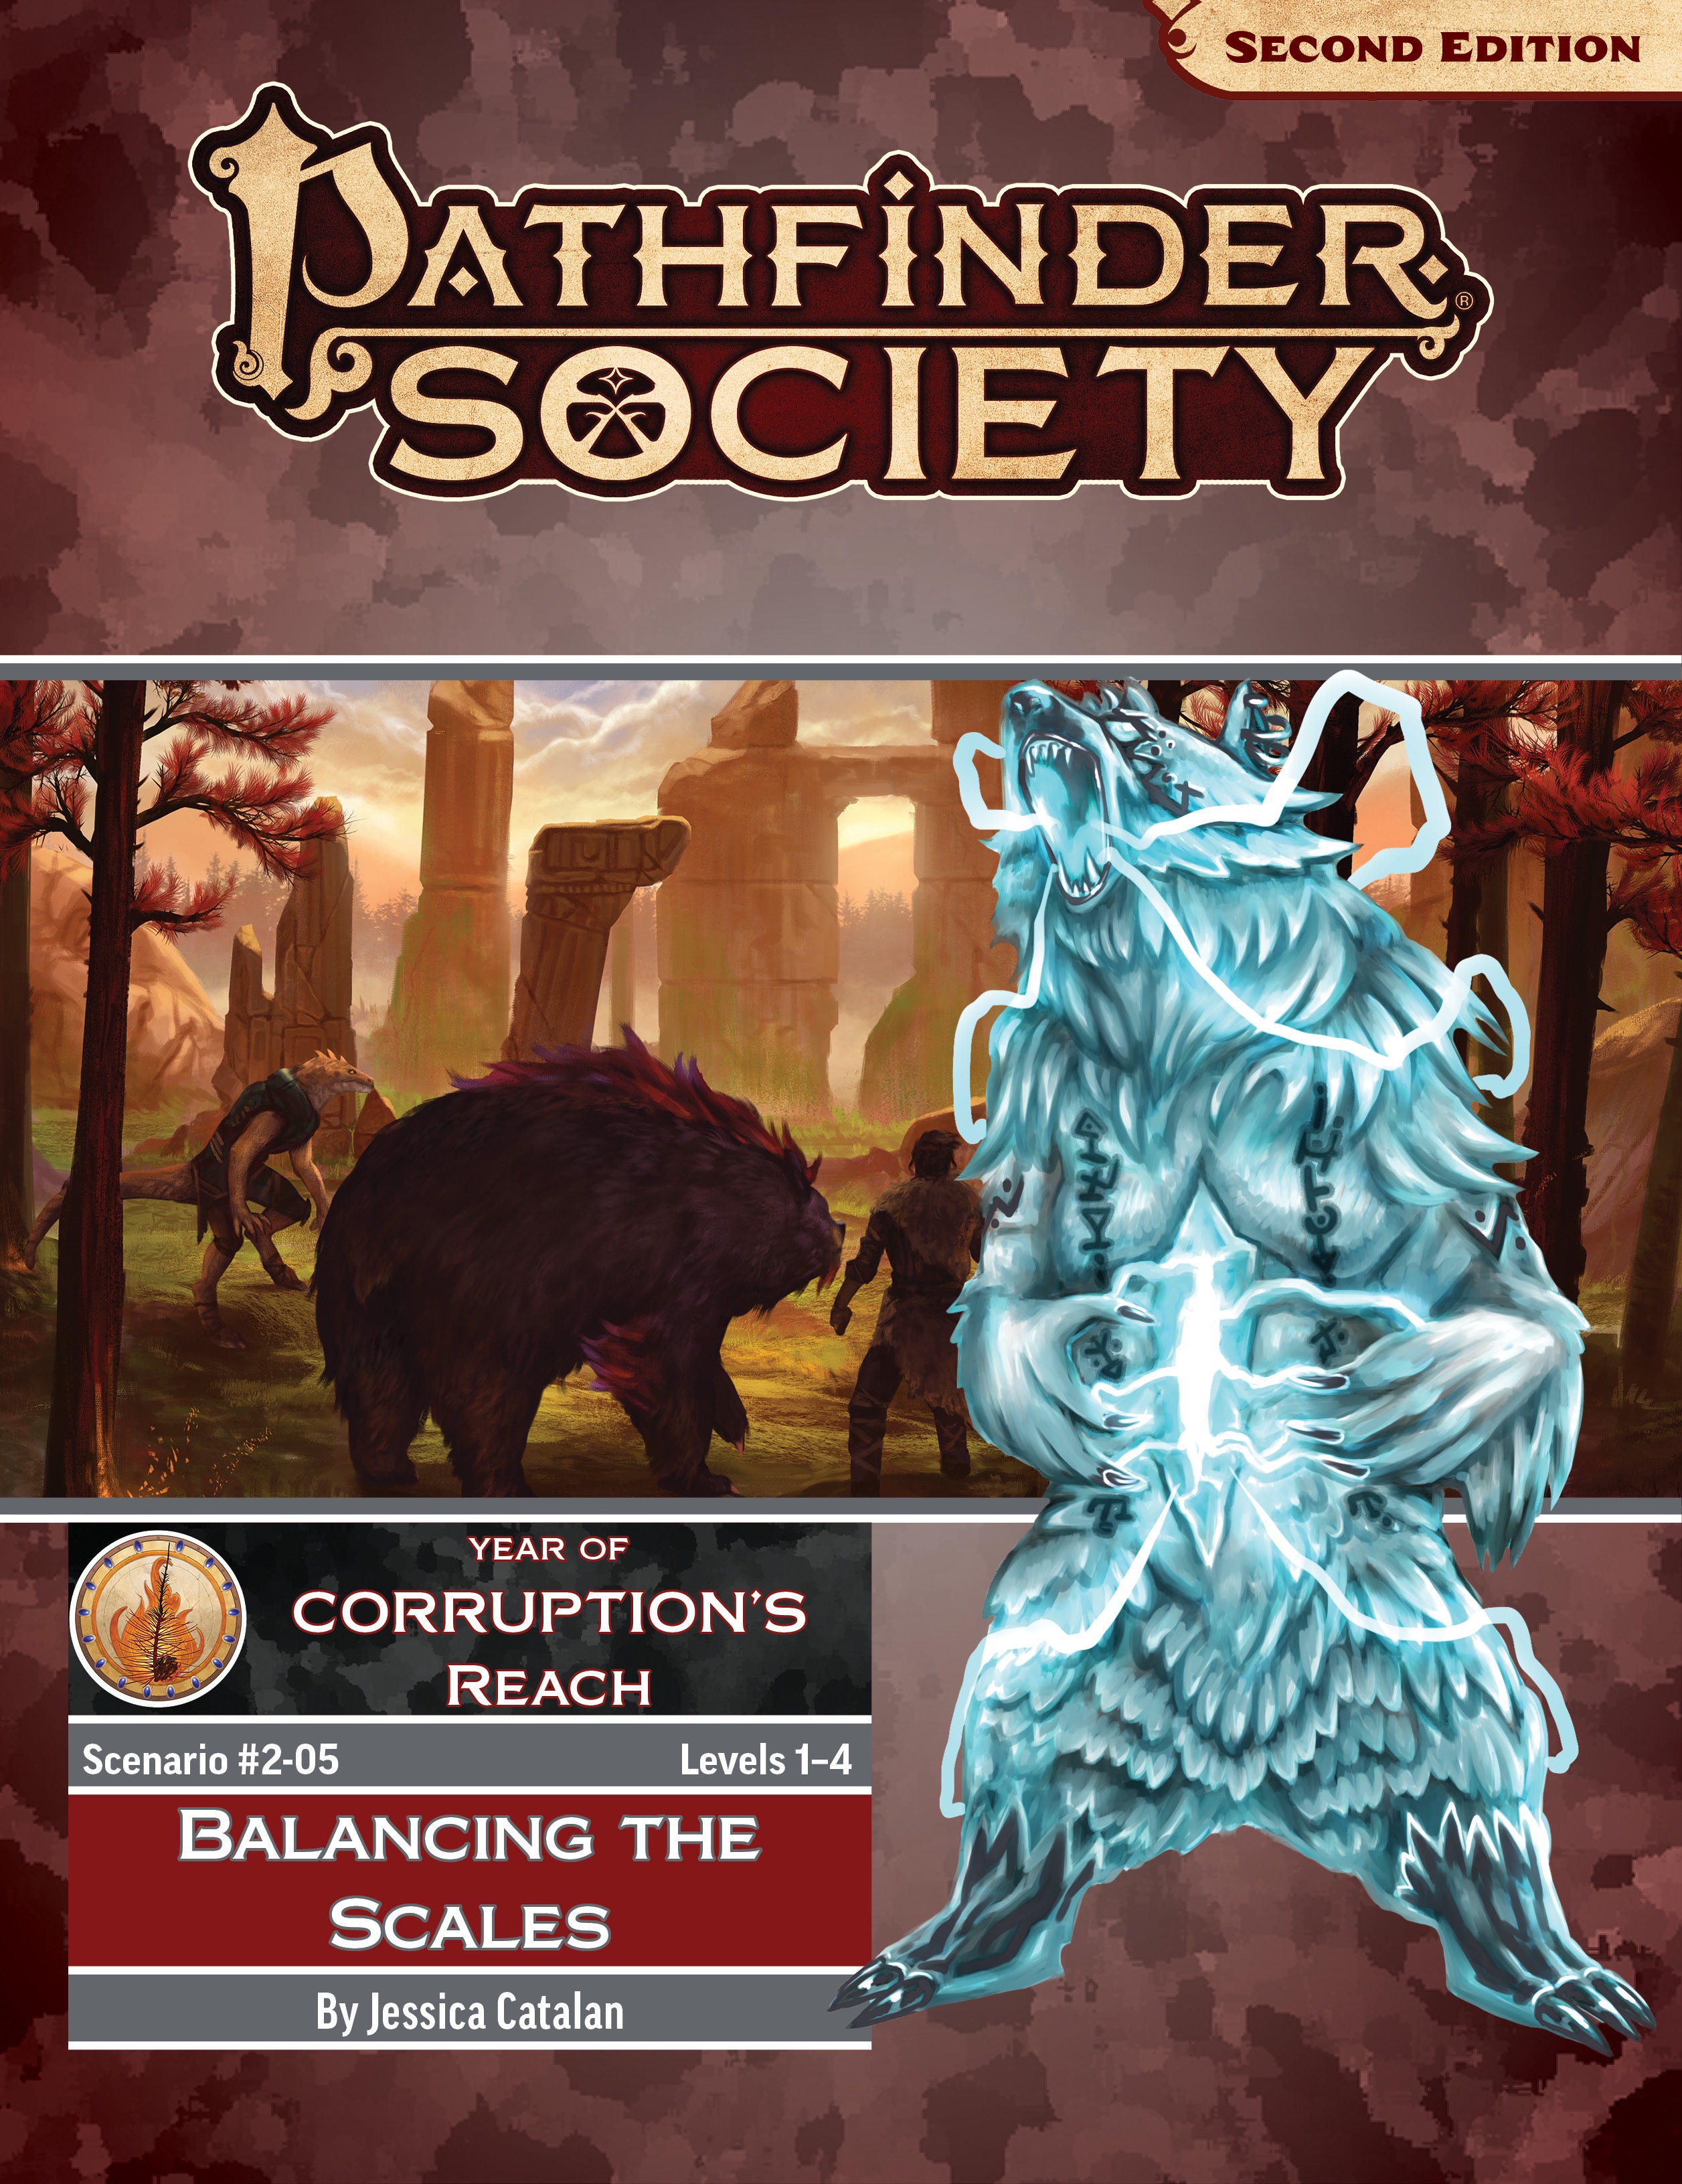 SECOND EDITION
PATHFINDER®
SOCIETY
YEAR OF
CORRUPTION'S
REACH
Scenario #2-05
Levels 1–4
BALANCING THE
SCALES
By Jessica Catalan